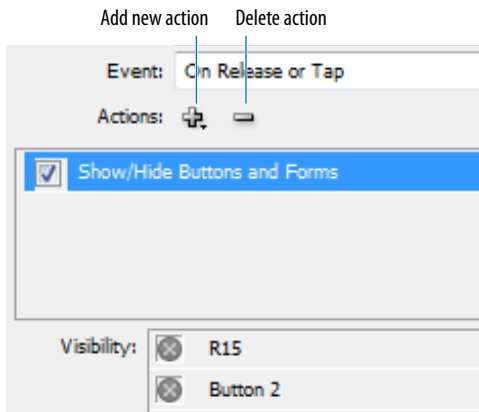 Add new action Delete action
Event: On Release or Tap
Actions:
Show/Hide Buttons and Forms
Visibility: R15
Button 2